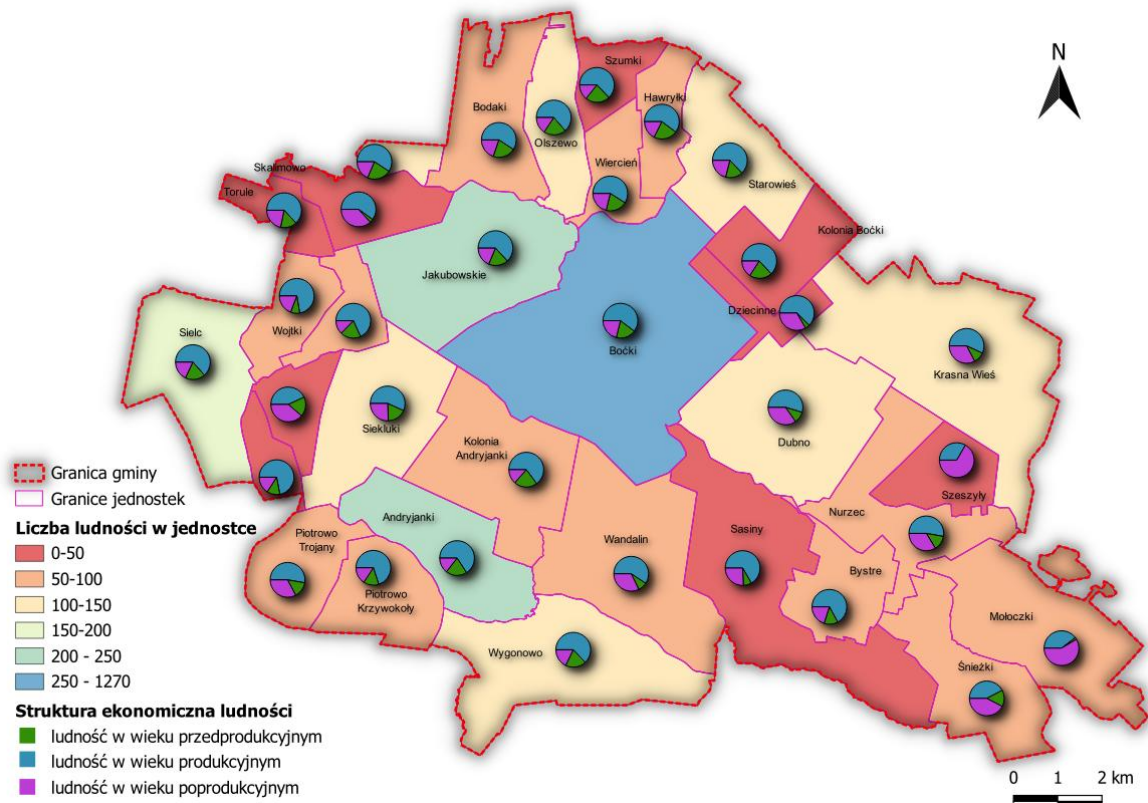 N
Szumki
Bodaki
Hawryłki
Olszewo
Wiercień
Skalimowo
Starowieś
Torule
Kolonia Boćki
Jakubowskie
Dziecinne
Sielc
Wojtki
Boćki
Krasna Wieś
Siekluki
Kolonia
Andryjanki
Dubno
Szeszyły
Andryjanki
Nurzec
Piotrowo
Trojany
Wandalin
Sasiny
Bystre
Piotrowo
Krzywokoły
Mołoczki
Wygonowo
Śnieżki
Granica gminy
Granice jednostek
Liczba ludności w jednostce
0-50
50-100
100-150
150-200
200 - 250
250 - 1270
Struktura ekonomiczna ludności
ludność w wieku przedprodukcyjnym
ludność w wieku produkcyjnym
ludność w wieku poprodukcyjnym
0 1 2 km